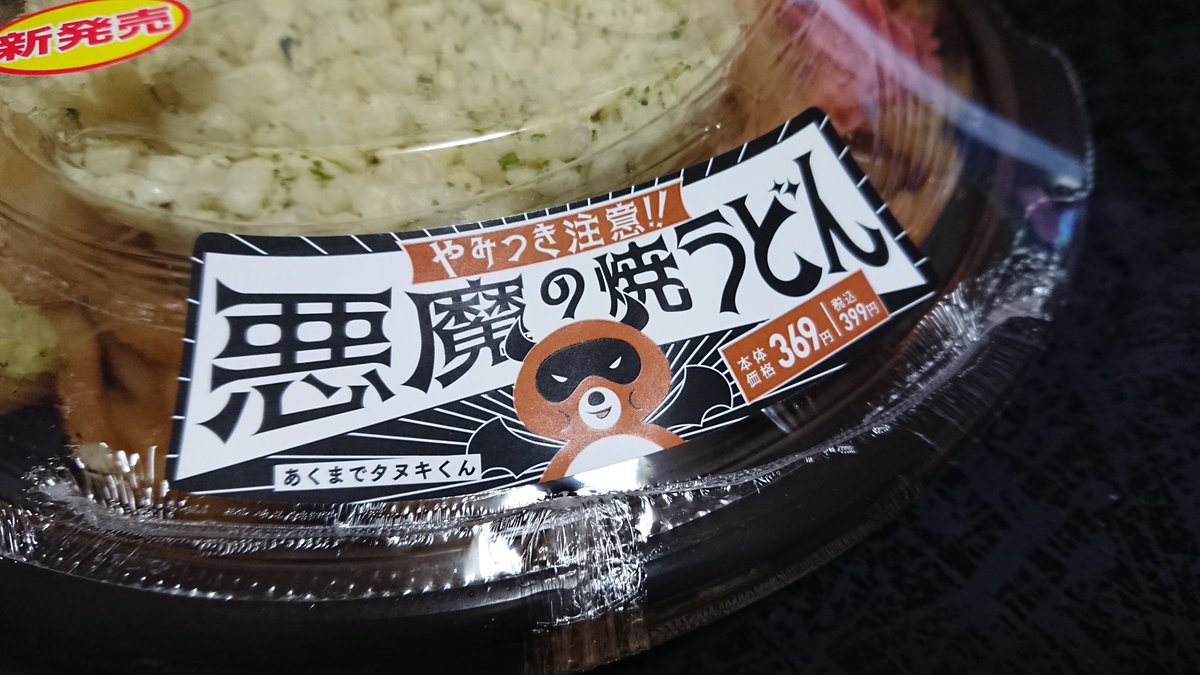 新発売
やみつき注意!!
悪魔の焼うどん
本体価格 369円 税込 399円
あくまでタヌキくん